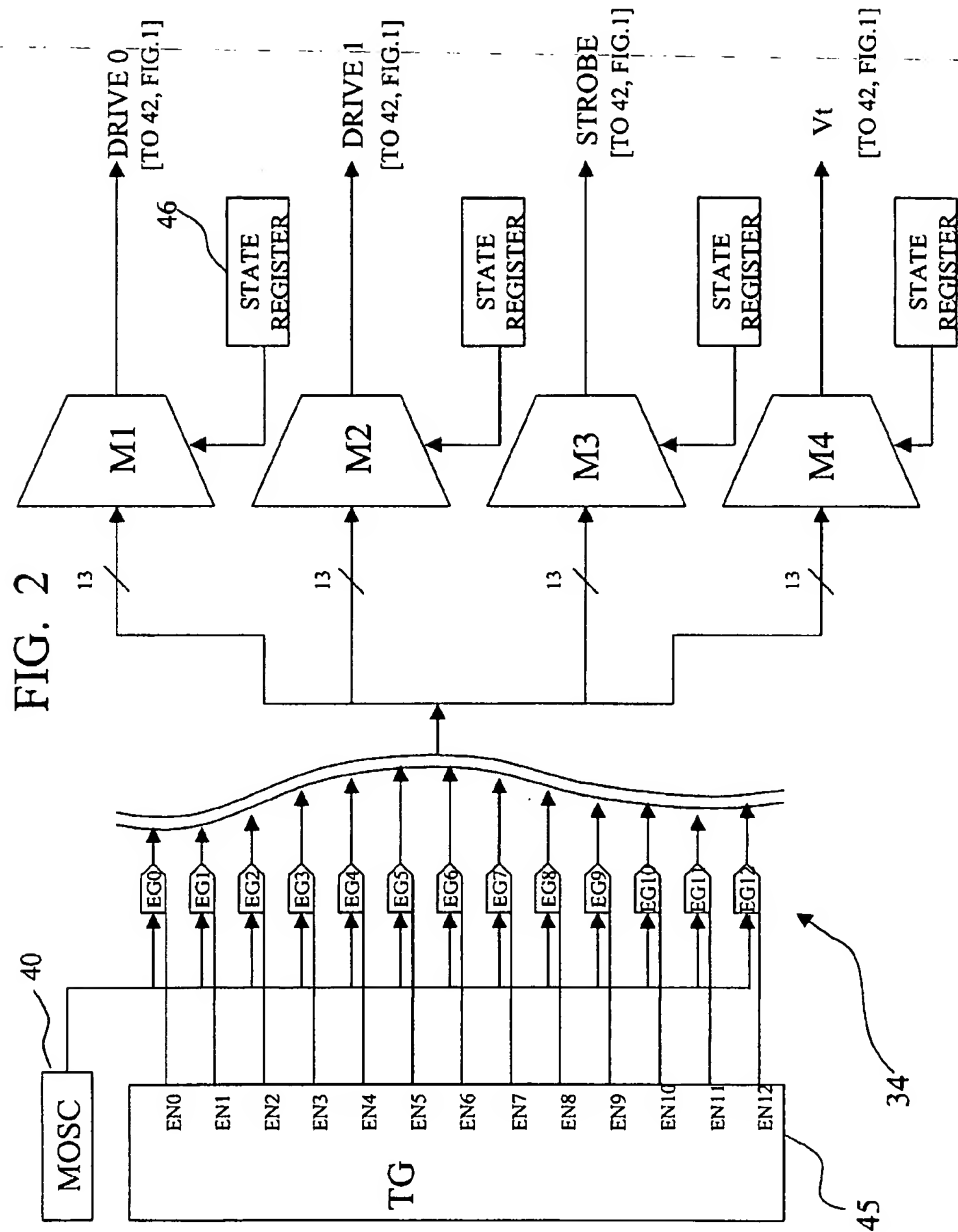 FIG. 2
MOSC
40
TG
45
EN0
EN1
EN2
EN3
EN4
EN5
EN6
EN7
EN8
EN9
EN10
EN11
EN12
EG0
EG1
EG2
EG3
EG4
EG5
EG6
EG7
EG8
EG9
EG10
EG11
EG12
34
13
13
13
13
M1
M2
M3
M4
46
STATE
REGISTER
STATE
REGISTER
STATE
REGISTER
STATE
REGISTER
DRIVE 0
[TO 42, FIG.1]
DRIVE 1
[TO 42, FIG.1]
STROBE
[TO 42, FIG.1]
Vt
[TO 42, FIG.1]